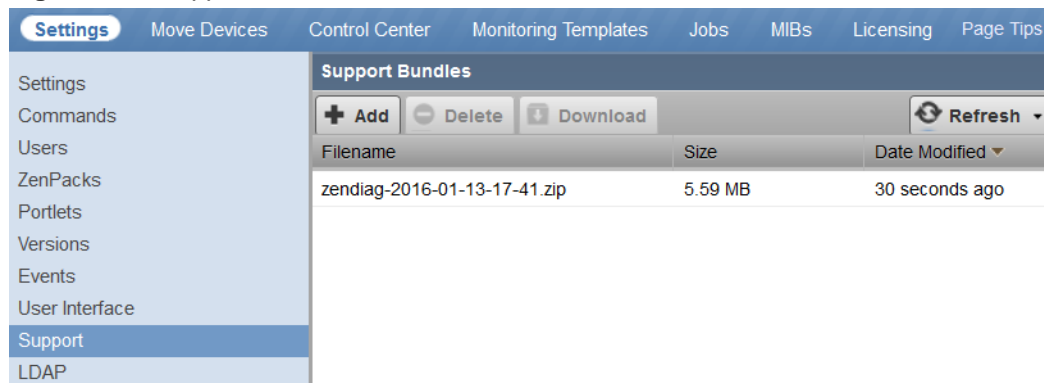 Settings Move Devices Control Center Monitoring Templates Jobs MIBs Licensing Page Tips
Settings
Commands
Users
ZenPacks
Portlets
Versions
Events
User Interface
Support
LDAP
Support Bundles
Add Delete Download Refresh
Filename Size Date Modified
zendiag-2016-01-13-17-41.zip 5.59 MB 30 seconds ago